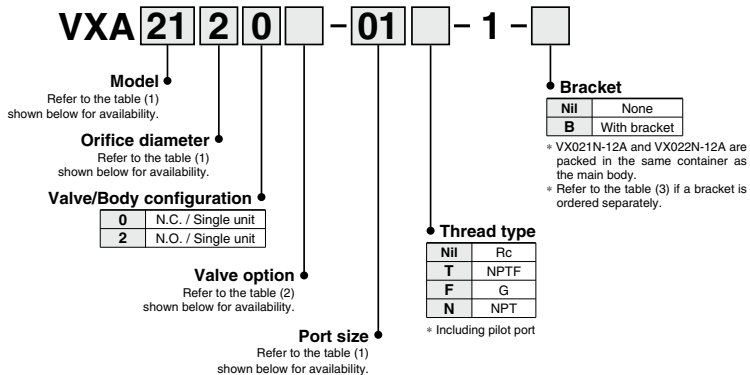 VXA 21 2 0 - 01 - 1 -
Model
Refer to the table (1)
shown below for availability.
Orifice diameter
Refer to the table (1)
shown below for availability.
Valve/Body configuration
0 N.C. / Single unit
2 N.O. / Single unit
Valve option
Refer to the table (2)
shown below for availability.
Port size
Refer to the table (1)
shown below for availability.
Thread type
Nil Rc
T NPTF
F G
N NPT
* Including pilot port
Bracket
Nil None
B With bracket
* VX021N-12A and VX022N-12A are
packed in the same container as
the main body.
* Refer to the table (3) if a bracket is
ordered separately.